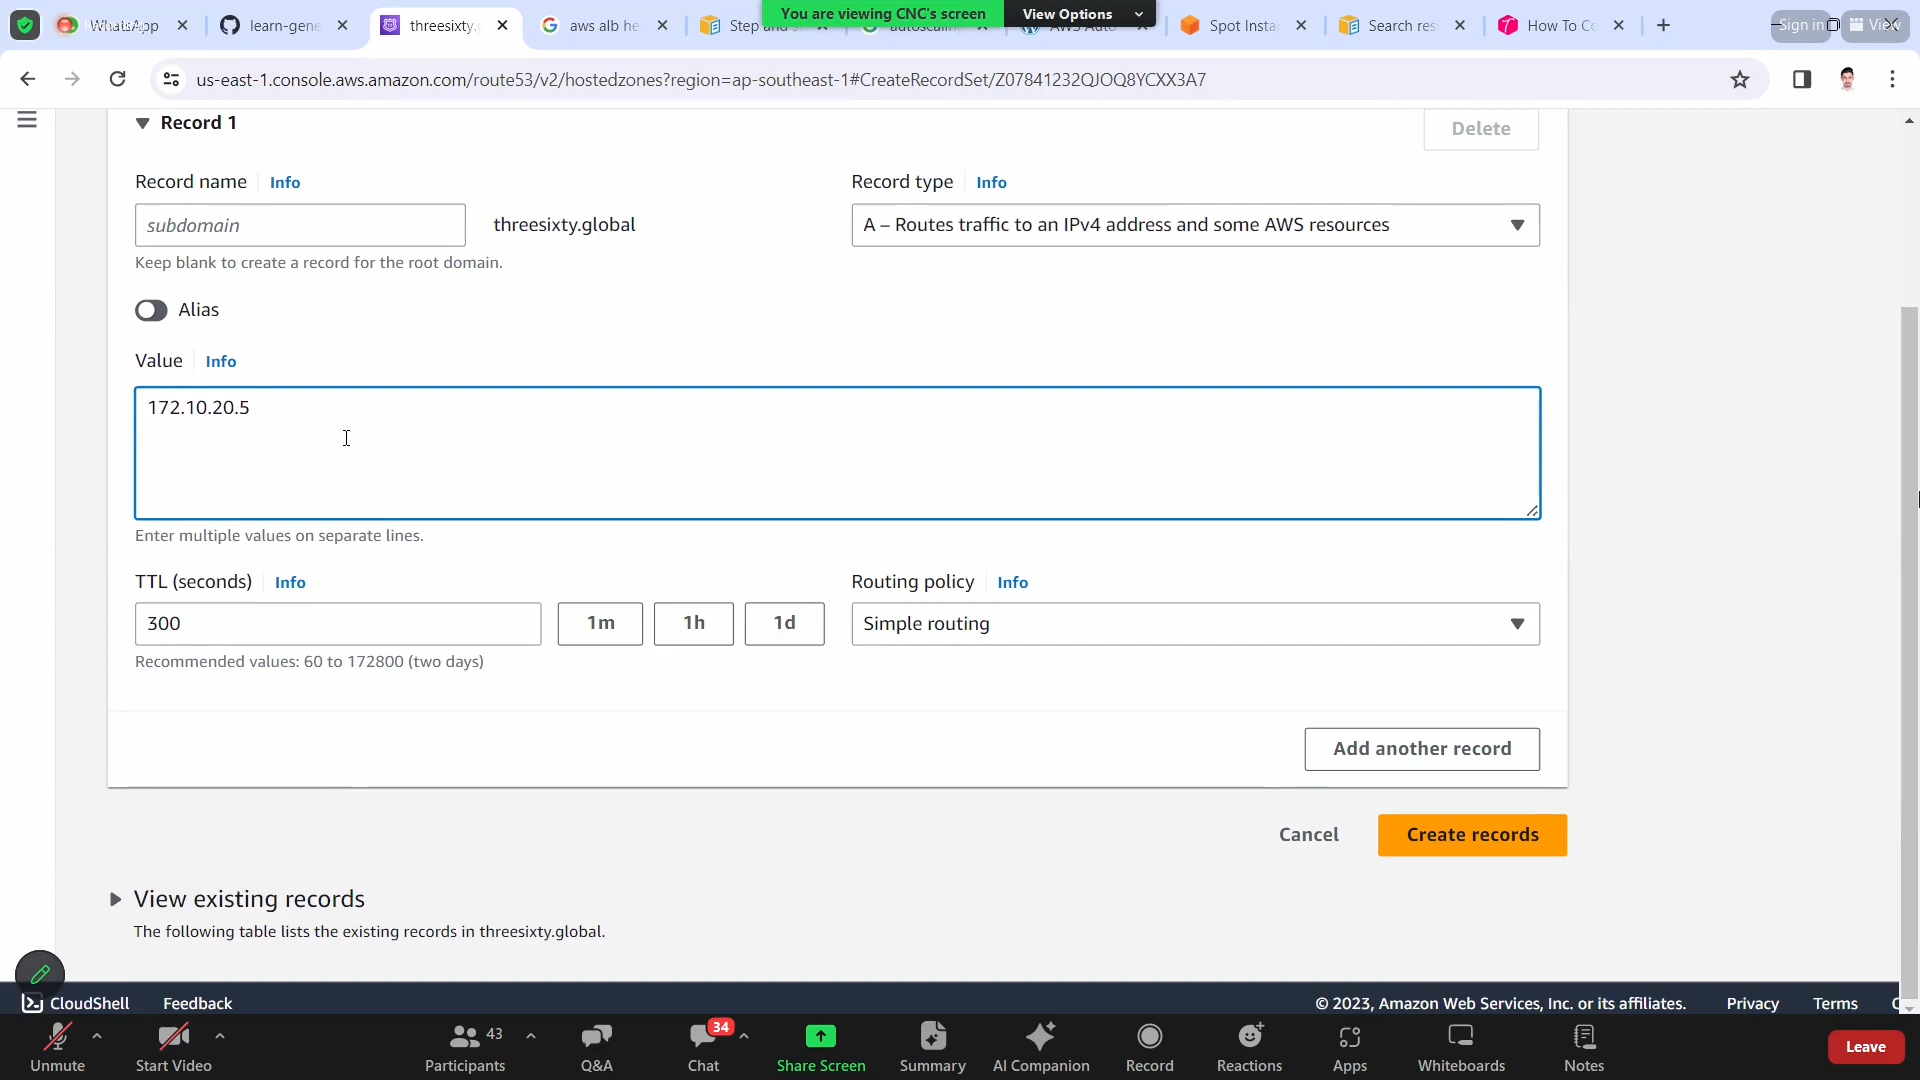 WhatsApp
learn-gene
threesixty.
aws alb he
Step
You are viewing CNC's screen
View Options
Spot Insta
Search res
How To Co
Sign in
View
us-east-1.console.aws.amazon.com/route53/v2/hostedzones?region=ap-southeast-1#CreateRecordSet/Z07841232QJOQ8YCXX3A7
Record 1
Delete
Record name Info
Record type Info
subdomain
threesixty.global
A – Routes traffic to an IPv4 address and some AWS resources
Keep blank to create a record for the root domain.
Alias
Value Info
172.10.20.5
Enter multiple values on separate lines.
TTL (seconds) Info
Routing policy Info
300
1m
1h
1d
Simple routing
Recommended values: 60 to 172800 (two days)
Add another record
Cancel
Create records
View existing records
The following table lists the existing records in threesixty.global.
CloudShell
Feedback
© 2023, Amazon Web Services, Inc. or its affiliates.
Privacy
Terms
43
34
Unmute
Start Video
Participants
Q&A
Chat
Share Screen
Summary
AI Companion
Record
Reactions
Apps
Whiteboards
Notes
Leave